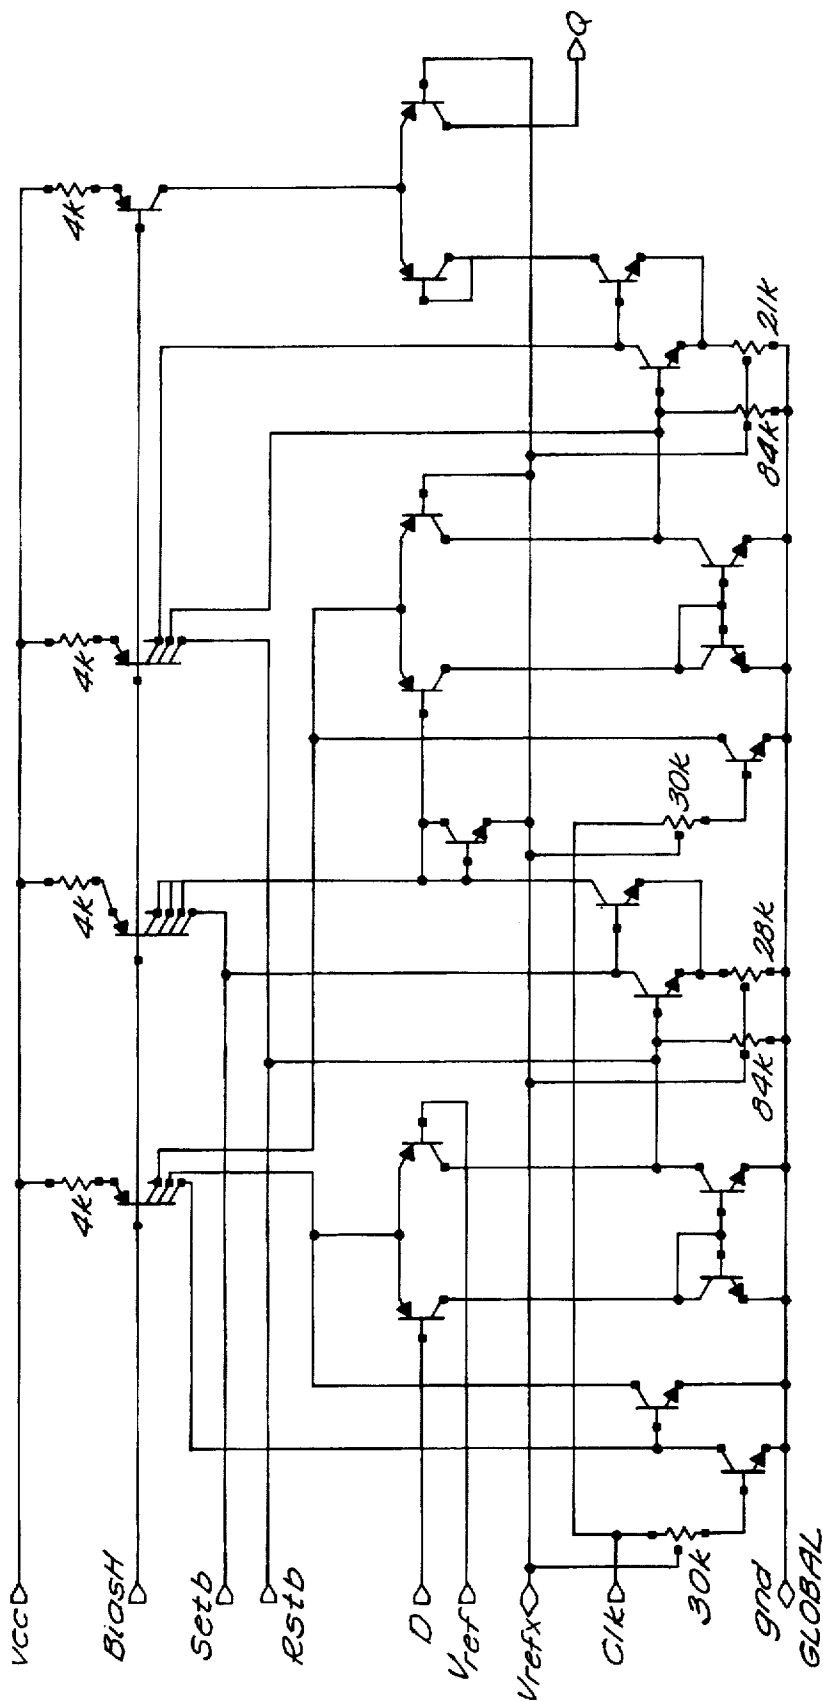 vcc
BiasH
Setb
Rstb
D
Vref
Vrefx
Clk
gnd
GLOBAL
Q
4k
4k
4k
4k
30k
84k
28k
30k
84k
21k